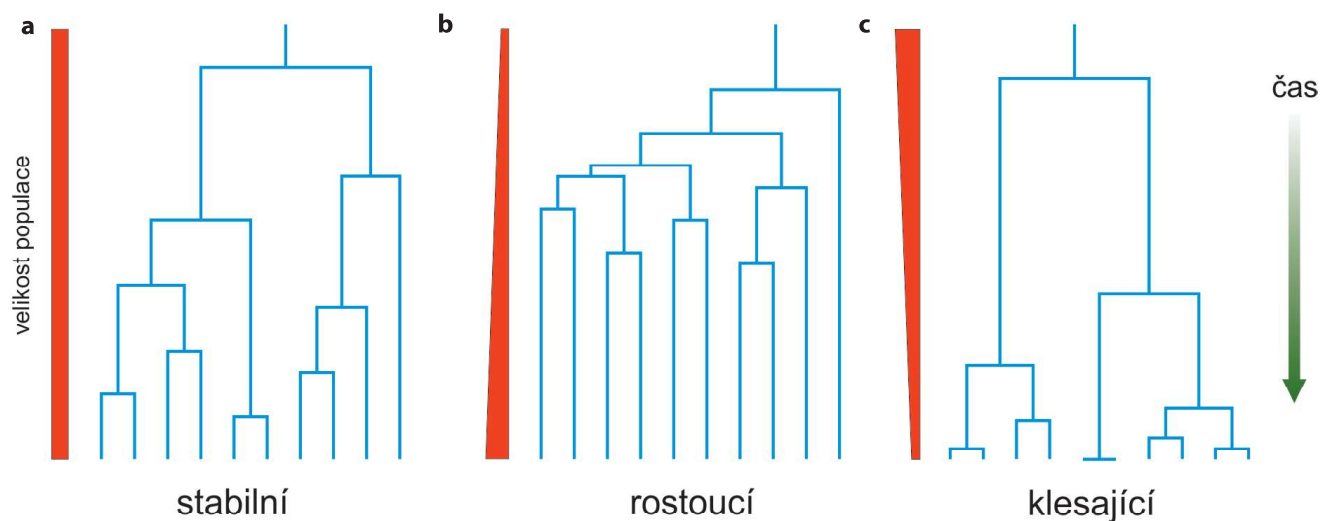 a
b
c
čas
velikost populace
stabilní
rostoucí
klesající